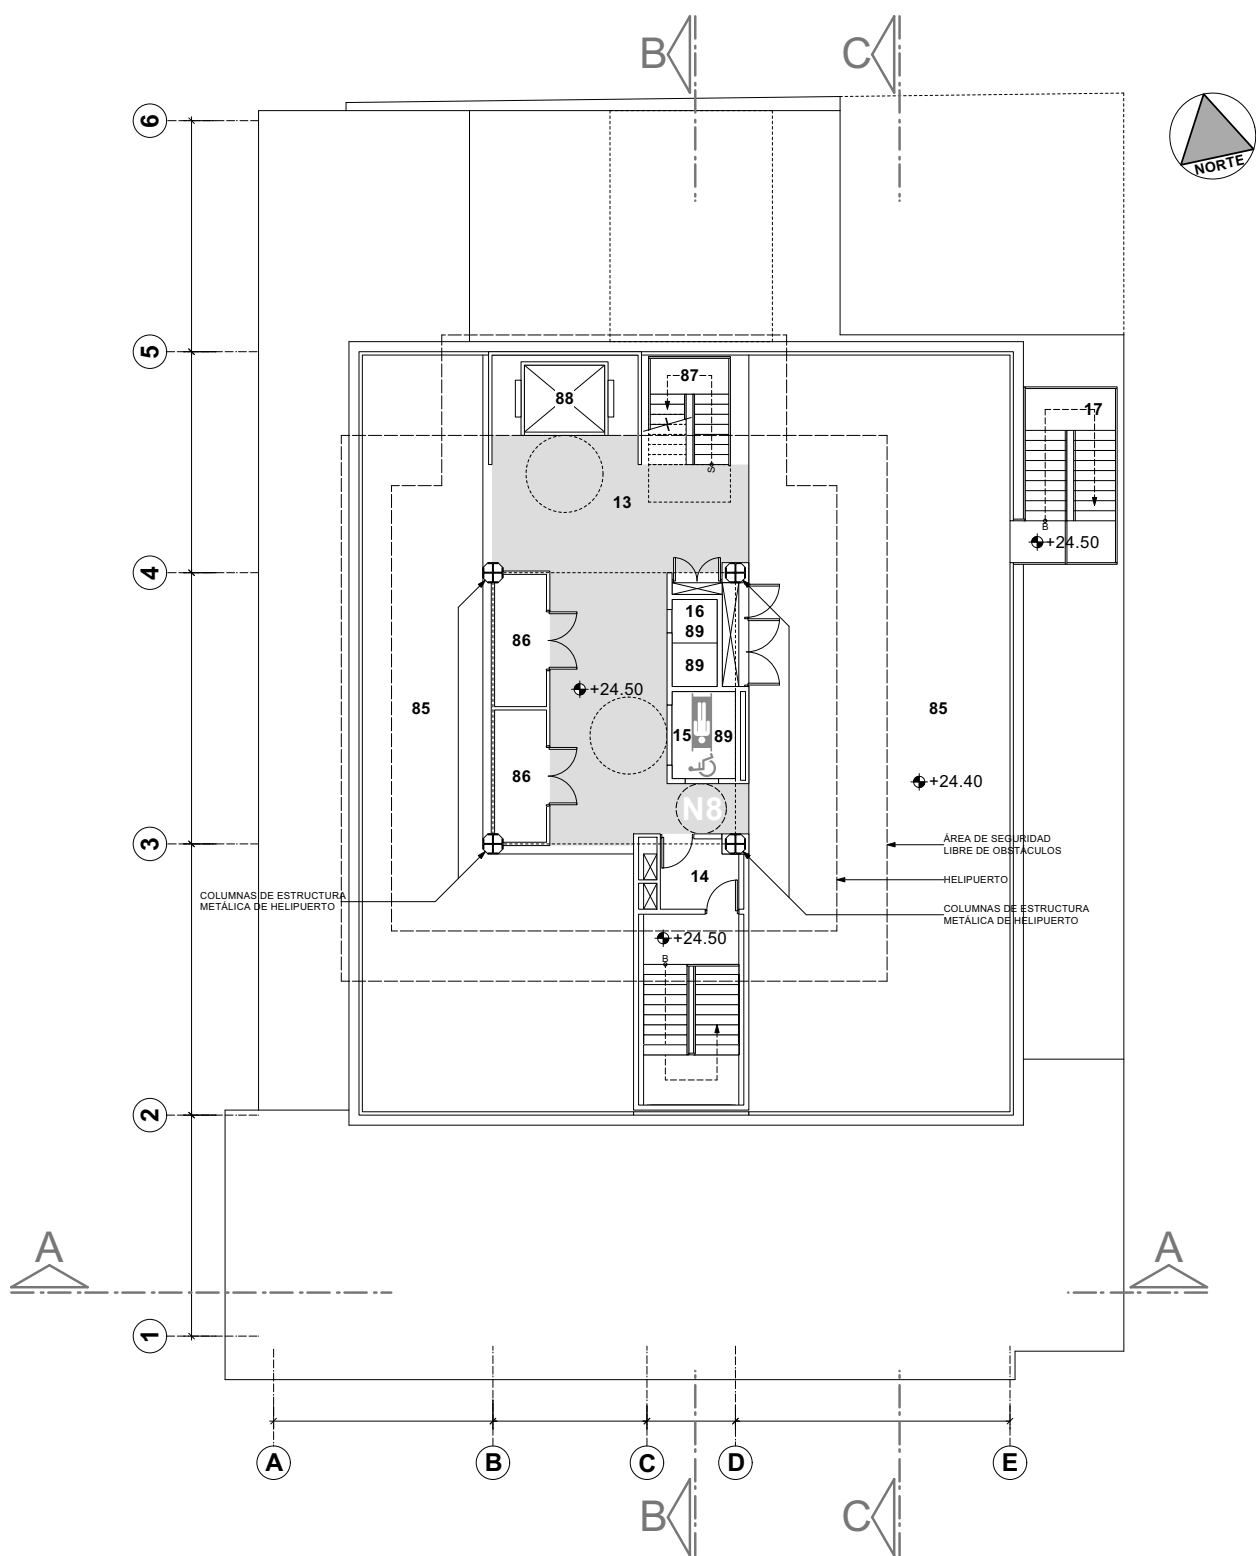 B
C
6
NORTE
5
87
88
17
13
B
S
+24.50
4
16
89
86
89
+24.50
85
85
15
89
86
+24.40
N8
3
ÁREA DE SEGURIDAD
LIBRE DE OBSTÁCULOS
14
HELIPUERTO
COLUMNAS DE ESTRUCTURA
METÁLICA DE HELIPUERTO
COLUMNAS DE ESTRUCTURA
METÁLICA DE HELIPUERTO
+24.50
B
2
A
A
1
A
B
C
D
E
B
C